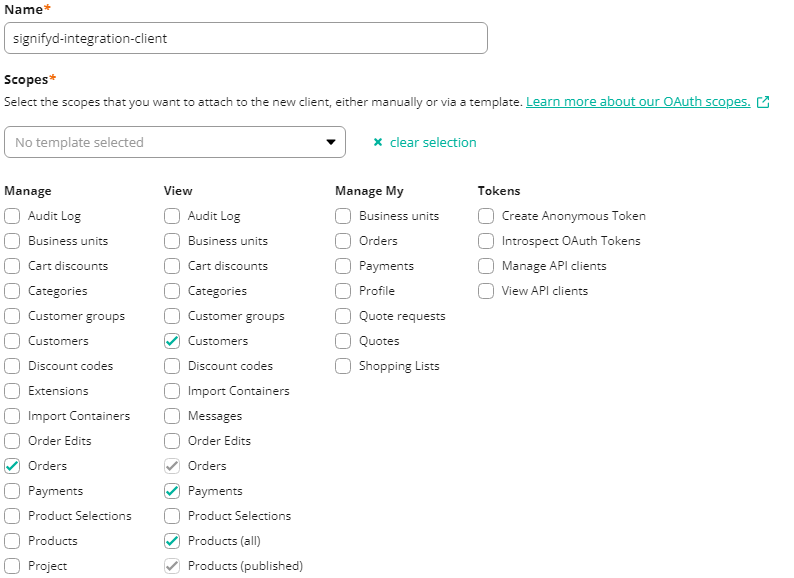 Name*
signifyd-integration-client
Scopes*
Select the scopes that you want to attach to the new client, either manually or via a template. Learn more about our OAuth scopes.
No template selected
clear selection
Manage
Audit Log
Business units
Cart discounts
Categories
Customer groups
Customers
Discount codes
Extensions
Import Containers
Order Edits
Orders
Payments
Product Selections
Products
Project
View
Audit Log
Business units
Cart discounts
Categories
Customer groups
Customers
Discount codes
Import Containers
Messages
Order Edits
Orders
Payments
Product Selections
Products (all)
Products (published)
Manage My
Business units
Orders
Payments
Profile
Quote requests
Quotes
Shopping Lists
Tokens
Create Anonymous Token
Introspect OAuth Tokens
Manage API clients
View API clients